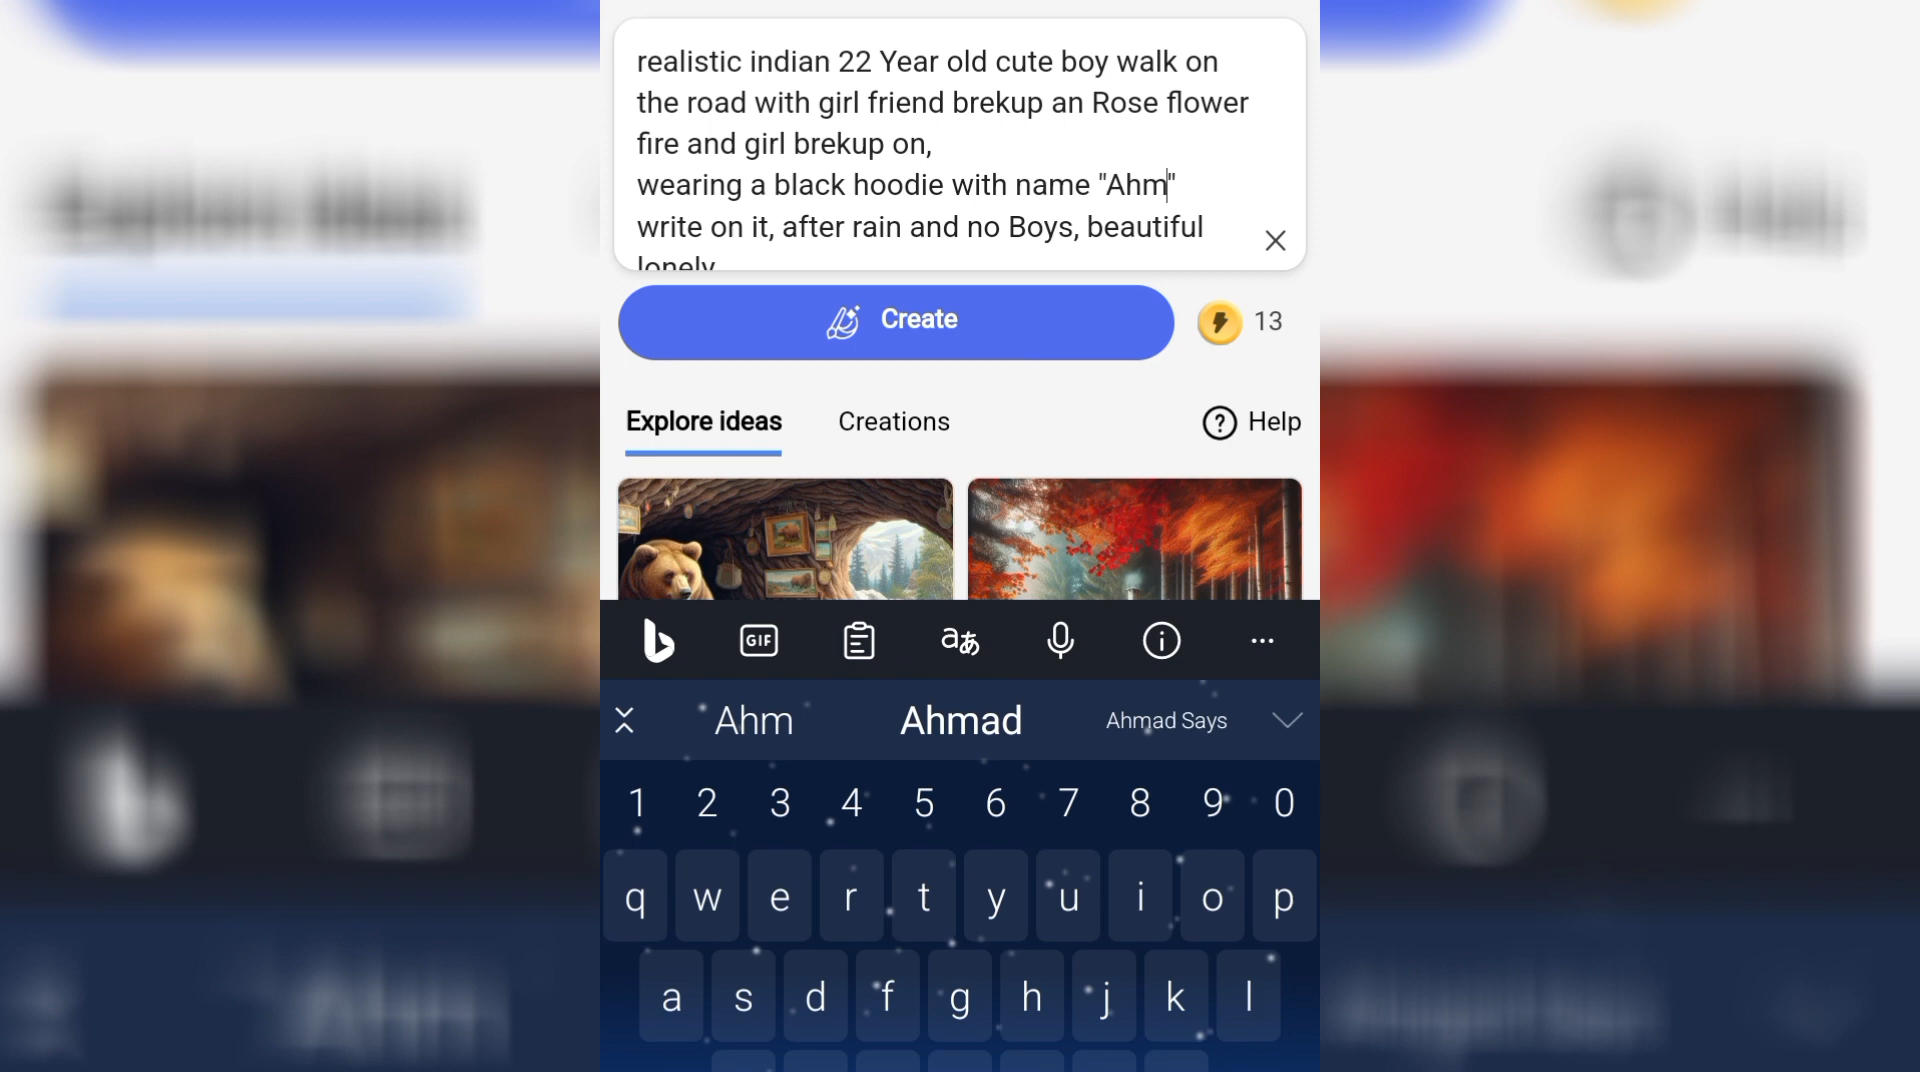 realistic indian 22 Year old cute boy walk on
the road with girl friend brekup an Rose flower
fire and girl brekup on,
wearing a black hoodie with name "Ahm"
write on it, after rain and no Boys, beautiful
lonely
Create
13
Explore ideas
Creations
Help
GIF
aあ
Ahm
Ahmad
Ahmad Says
1 2 3 4 5 6 7 8 9 0
q w e r t y u i o p
a s d f g h j k l